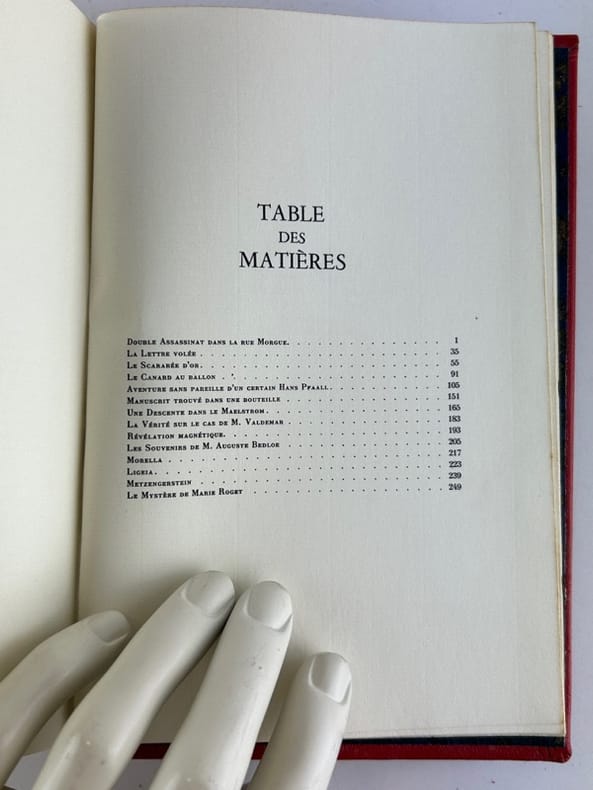 TABLE
DES
MATIÈRES
Double Assassinat dans la rue Morgue. . . . . . . . . . . . . . 1
La Lettre volée . . . . . . . . . . . . . . . . . . . . . 35
Le Scarabée d'or. . . . . . . . . . . . . . . . . . . . . 55
Le Canard au ballon . . . . . . . . . . . . . . . . . . . 91
Aventure sans pareille d'un certain Hans Pfaall. . . . . . . . . . 105
Manuscrit trouvé dans une bouteille . . . . . . . . . . . . . . 151
Une Descente dans le Maelstrom. . . . . . . . . . . . . . . . 165
La Vérité sur le cas de M. Valdemar . . . . . . . . . . . . . . 183
Révélation magnétique. . . . . . . . . . . . . . . . . . . 193
Les Souvenirs de M. Auguste Bedloe . . . . . . . . . . . . . . 205
Morella . . . . . . . . . . . . . . . . . . . . . . . . 217
Ligeia. . . . . . . . . . . . . . . . . . . . . . . . . 223
Metzengerstein . . . . . . . . . . . . . . . . . . . . . 239
Le Mystère de Marie Roget . . . . . . . . . . . . . . . . . 249